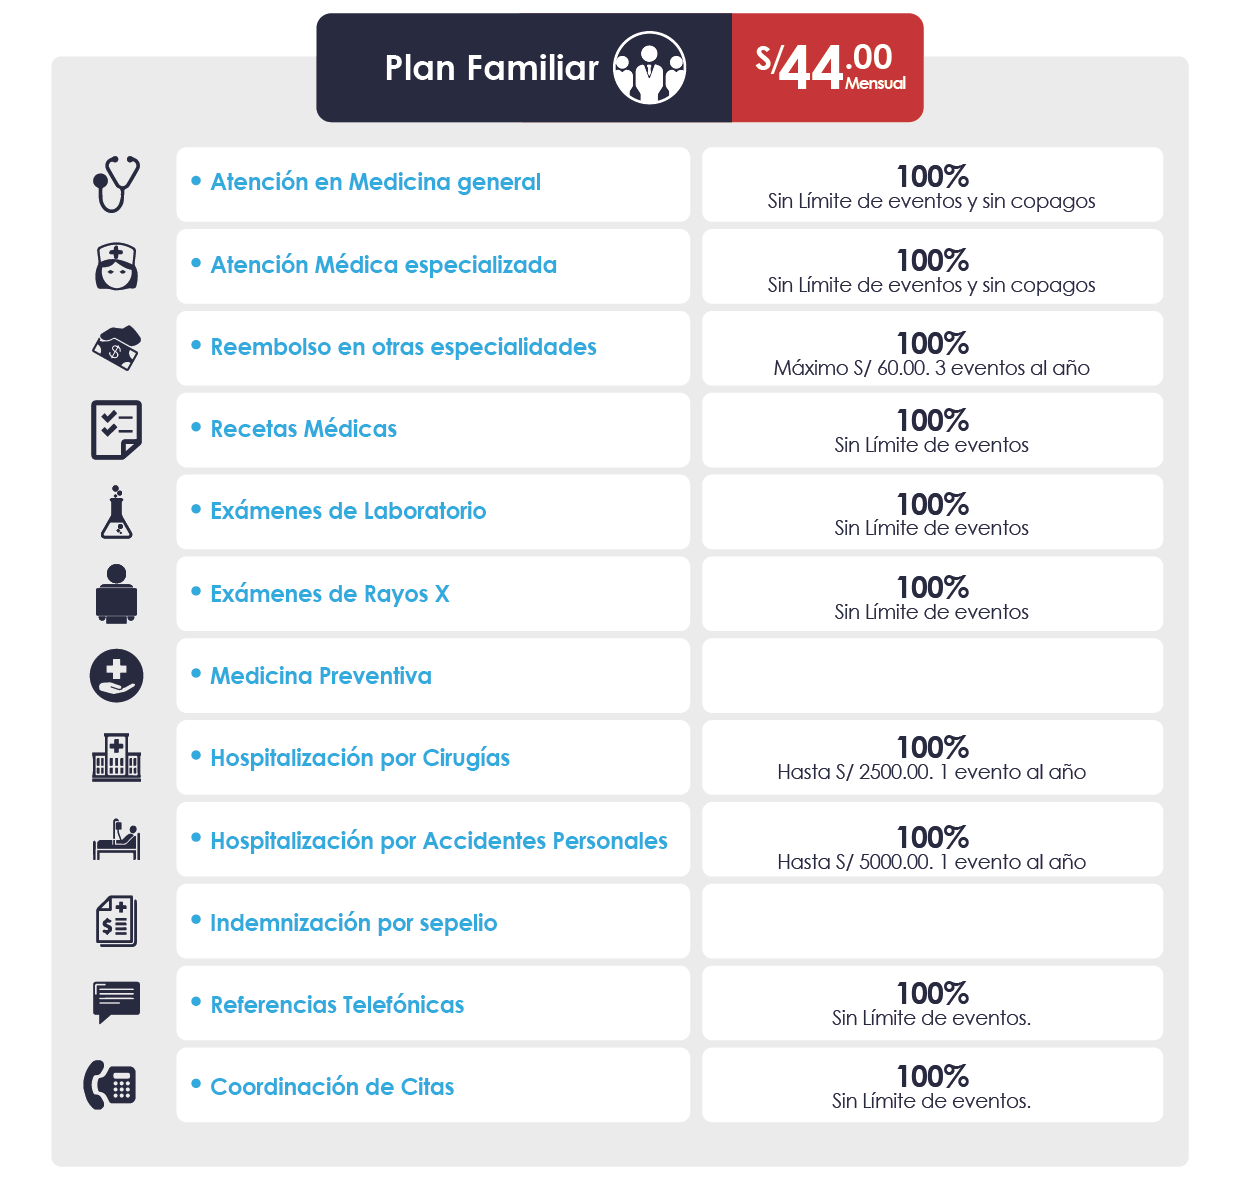 Plan Familiar
S/44.00
Mensual
• Atención en Medicina general
100%
Sin Límite de eventos y sin copagos
• Atención Médica especializada
100%
Sin Límite de eventos y sin copagos
• Reembolso en otras especialidades
100%
Máximo S/ 60.00. 3 eventos al año
• Recetas Médicas
100%
Sin Límite de eventos
• Exámenes de Laboratorio
100%
Sin Límite de eventos
• Exámenes de Rayos X
100%
Sin Límite de eventos
• Medicina Preventiva
• Hospitalización por Cirugías
100%
Hasta S/ 2500.00. 1 evento al año
• Hospitalización por Accidentes Personales
100%
Hasta S/ 5000.00. 1 evento al año
• Indemnización por sepelio
• Referencias Telefónicas
100%
Sin Límite de eventos.
• Coordinación de Citas
100%
Sin Límite de eventos.